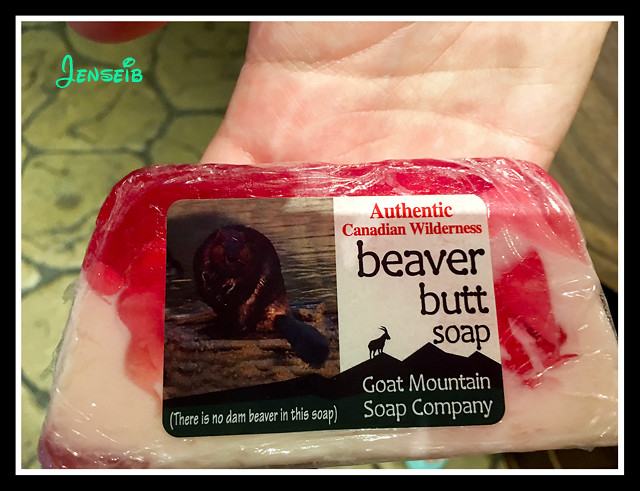 Jenseib
Authentic
Canadian Wilderness
beaver
butt
soap
Goat Mountain
Soap Company
(There is no dam beaver in this soap)